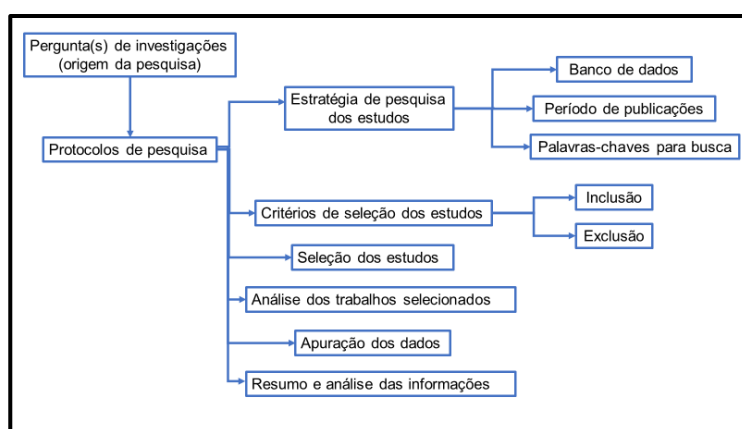 Pergunta(s) de investigações
(origem da pesquisa)
Protocolos de pesquisa
Estratégia de pesquisa
dos estudos
Banco de dados
Período de publicações
Palavras-chaves para busca
Critérios de seleção dos estudos
Inclusão
Exclusão
Seleção dos estudos
Análise dos trabalhos selecionados
Apuração dos dados
Resumo e análise das informações